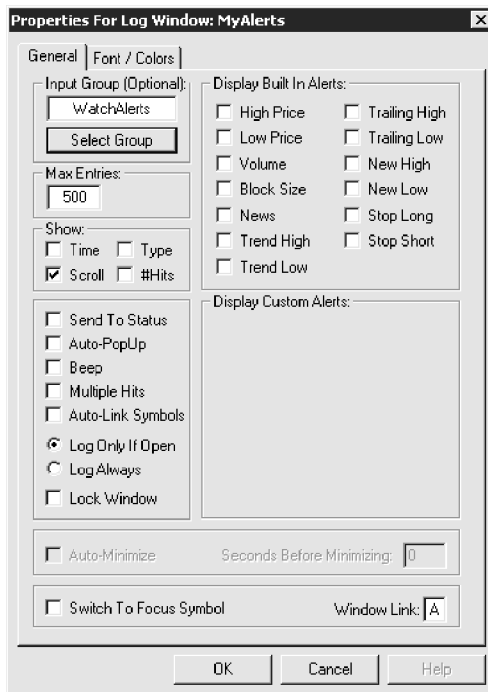 Properties For Log Window: MyAlerts
General
Font / Colors
Input Group (Optional):
WatchAlerts
Select Group
Max Entries:
500
Show:
Time
Type
Scroll
#Hits
Send To Status
Auto-PopUp
Beep
Multiple Hits
Auto-Link Symbols
Log Only If Open
Log Always
Lock Window
Display Built In Alerts:
High Price
Trailing High
Low Price
Trailing Low
Volume
New High
Block Size
New Low
News
Stop Long
Trend High
Stop Short
Trend Low
Display Custom Alerts:
Auto-Minimize
Seconds Before Minimizing:
0
Switch To Focus Symbol
Window Link:
A
OK
Cancel
Help